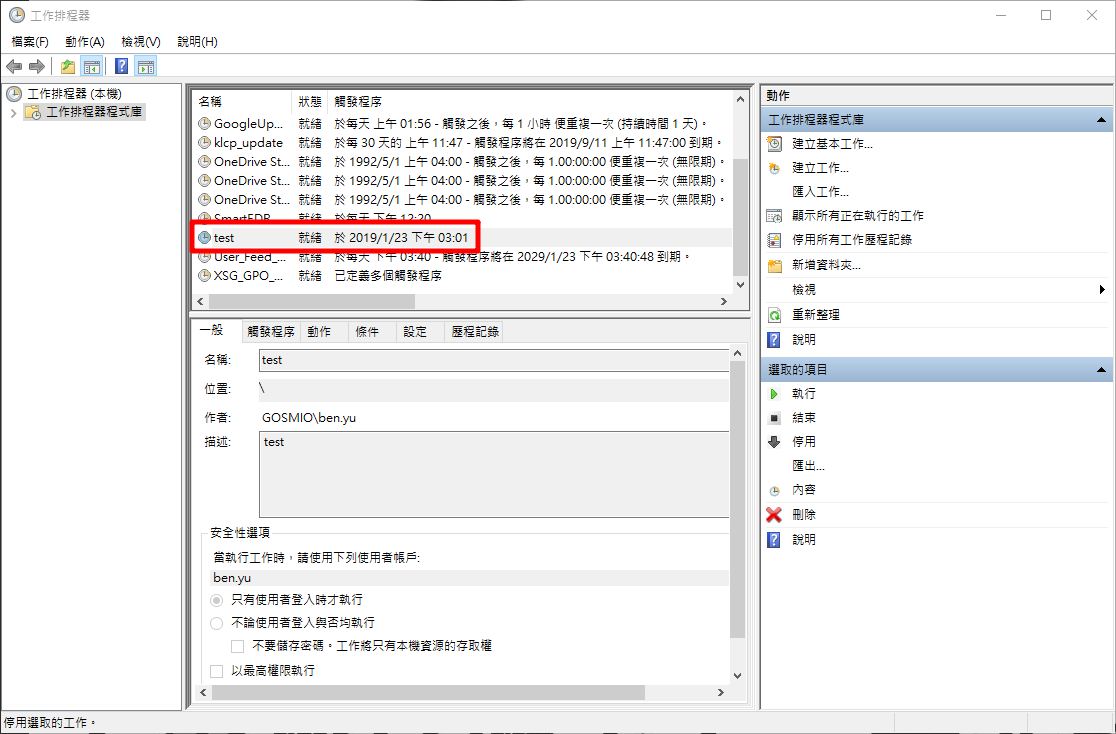 工作排程器
檔案(F) 動作(A) 檢視(V) 說明(H)
工作排程器 (本機)
工作排程器程式庫
名稱 狀態 觸發程序
GoogleUp... 就緒 於每天 上午 01:56 - 觸發之後，每 1 小時 便重複一次 (持續時間 1 天)。
klcp_update 就緒 於每 30 天的 上午 11:47 - 觸發程序將在 2019/9/11 上午 11:47:00 到期。
OneDrive St... 就緒 於 1992/5/1 上午 04:00 - 觸發之後，每 1.00:00:00 便重複一次 (無限期)。
OneDrive St... 就緒 於 1992/5/1 上午 04:00 - 觸發之後，每 1.00:00:00 便重複一次 (無限期)。
OneDrive St... 就緒 於 1992/5/1 上午 04:00 - 觸發之後，每 1.00:00:00 便重複一次 (無限期)。
就緒 於每天 下午 12:20
test 就緒 於 2019/1/23 下午 03:01
User_Feed_... 就緒 於每天 下午 03:40 - 觸發程序將在 2029/1/23 下午 03:40:48 到期。
XSG_GPO_... 就緒 已定義多個觸發程序
一般 觸發程序 動作 條件 設定 歷程記錄
名稱: test
位置: \
作者: GOSMIO\ben.yu
描述: test
安全性選項
當執行工作時，請使用下列使用者帳戶:
ben.yu
只有使用者登入時才執行
不論使用者登入與否均執行
不要儲存密碼。工作將只有本機資源的存取權
以最高權限執行
動作
工作排程器程式庫
建立基本工作...
建立工作...
匯入工作...
顯示所有正在執行的工作
停用所有工作歷程記錄
新增資料夾...
檢視
重新整理
說明
選取的項目
執行
結束
停用
匯出...
內容
刪除
說明
停用選取的工作。